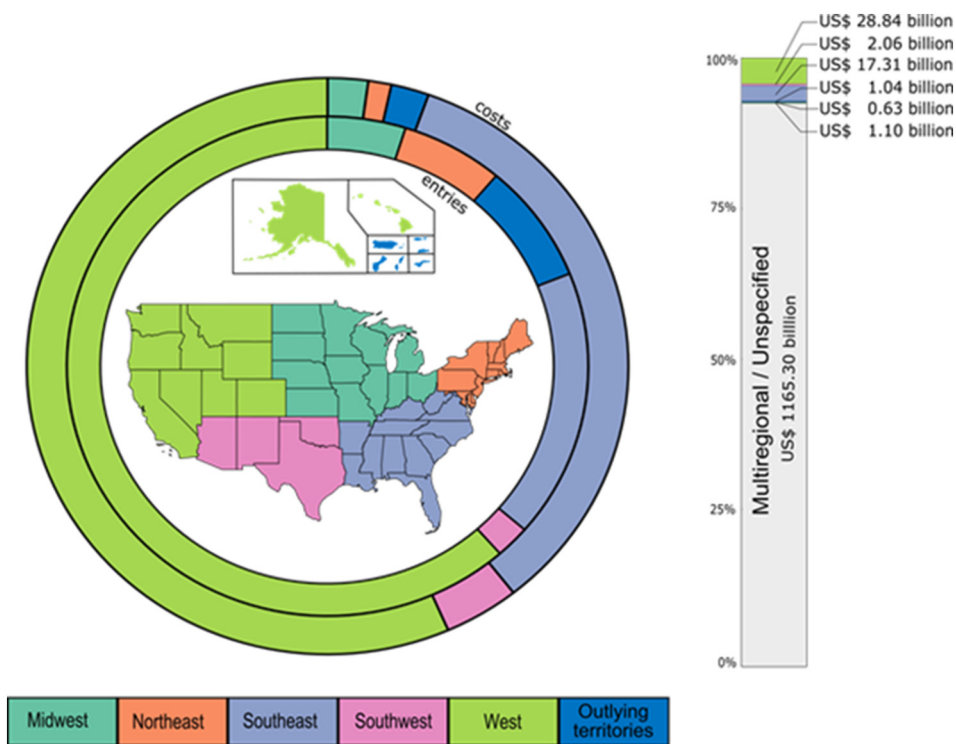 US$ 28.84 billion
US$ 2.06 billion
US$ 17.31 billion
US$ 1.04 billion
US$ 0.63 billion
US$ 1.10 billion
100%
75%
50%
25%
0%
Multiregional / Unspecified
US$ 1165.30 billlion
costs
entries
Midwest
Northeast
Southeast
Southwest
West
Outlying
territories